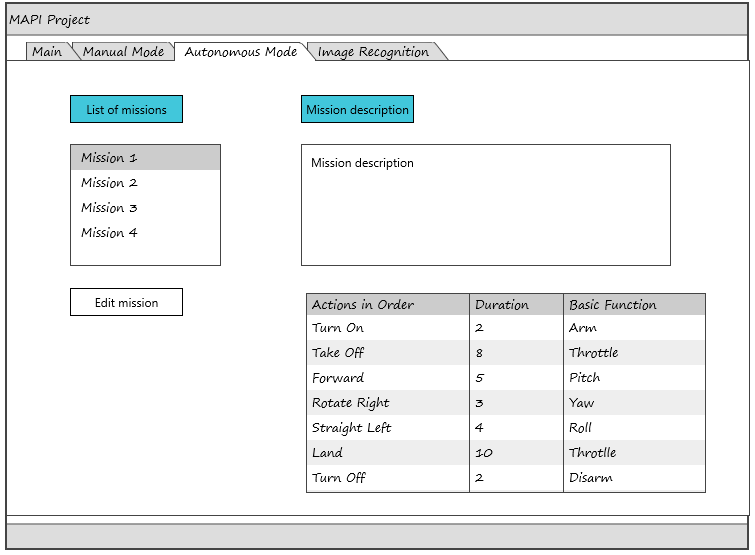 MAPI Project
Main Manual Mode Autonomous Mode Image Recognition
List of missions
Mission description
Mission 1
Mission 2
Mission 3
Mission 4
Mission description
Edit mission
Actions in Order Duration Basic Function
Turn On 2 Arm
Take Off 8 Throttle
Forward 5 Pitch
Rotate Right 3 Yaw
Straight Left 4 Roll
Land 10 Throtlle
Turn Off 2 Disarm